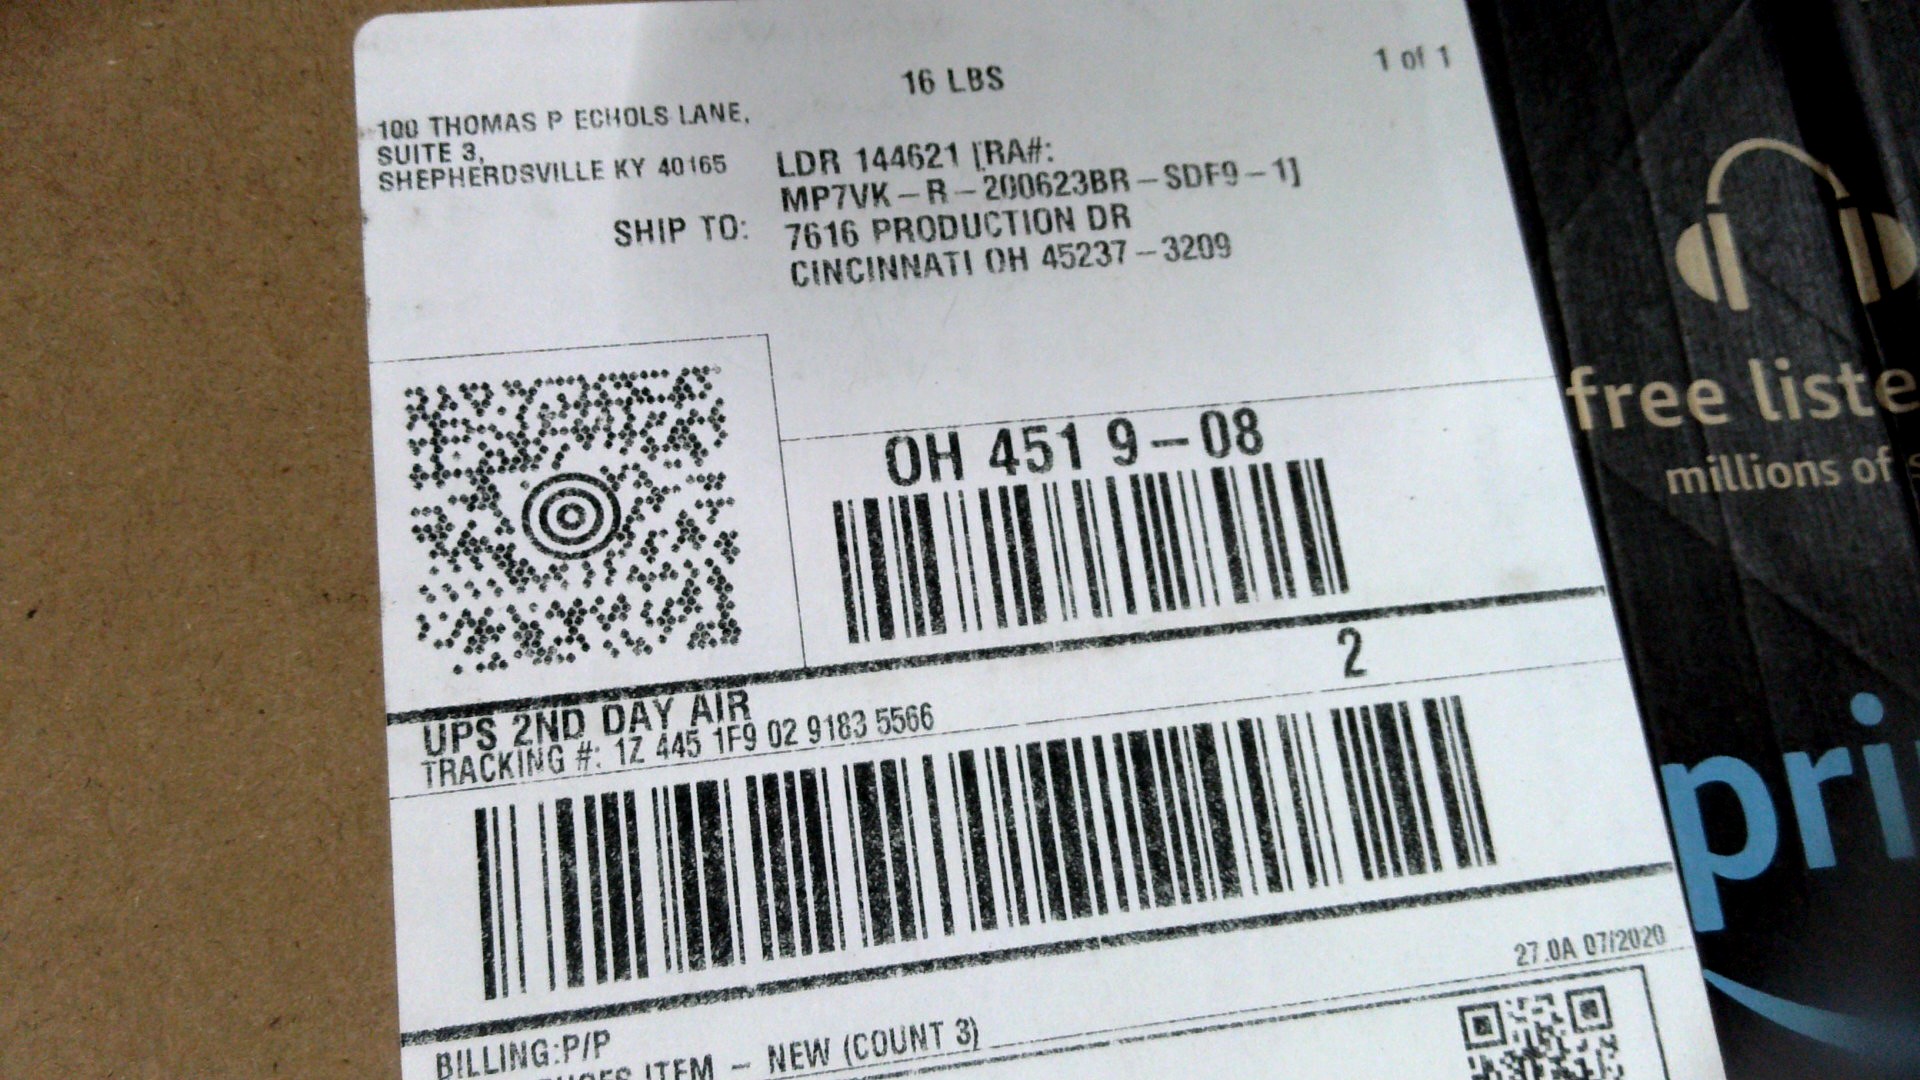 16 LBS
1 of 1
100 THOMAS P ECHOLS LANE,
SUITE 3,
SHEPHERDSVILLE KY 40165
SHIP TO:
LDR 144621 [RA#:
MP7VK-R-200623BR-SDF9-1]
7616 PRODUCTION DR
CINCINNATI OH 45237-3209
OH 451 9-08
UPS 2ND DAY AIR
2
TRACKING #: 1Z 445 1F9 02 9183 5566
27.0A 07/2020
BILLING:P/P
ITEM - NEW (COUNT 3)
free liste
millions of
pri